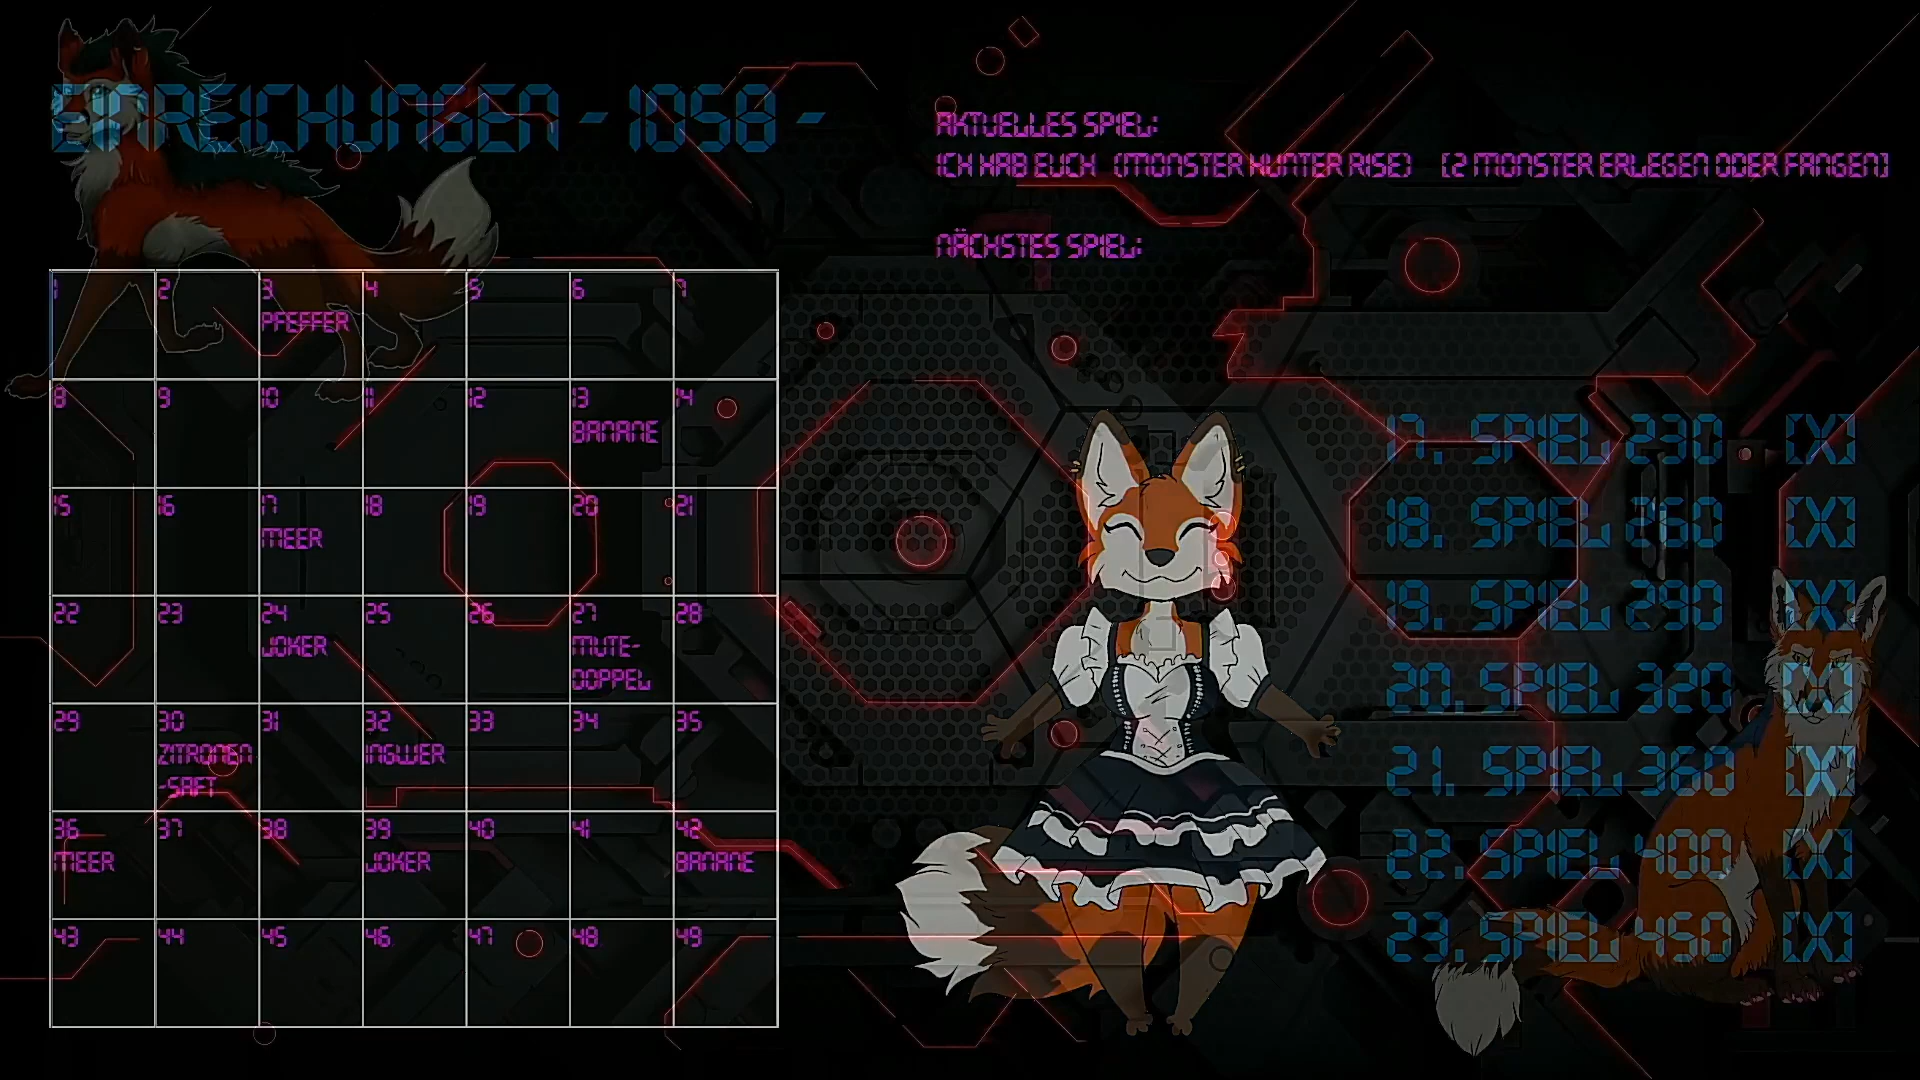 EINREICHUNGEN - 1058 -
AKTUELLES SPIEL:
ICH HAB EUCH (MONSTER HUNTER RISE) [2 MONSTER ERLEGEN ODER FANGEN]
NÄCHSTES SPIEL:
1 2 3 4 5 6 7
PFEFFER
8 9 10 11 12 13 14
BANANE
15 16 17 18 19 20 21
MEER
22 23 24 25 26 27 28
JOKER MUTE-
DOPPEL
29 30 31 32 33 34 35
ZITRONEN INGWER
-SAFT
36 37 38 39 40 41 42
MEER JOKER BANANE
43 44 45 46 47 48 49
17. SPIEL 230 [X]
18. SPIEL 260 [X]
19. SPIEL 290 [X]
20. SPIEL 320 [X]
21. SPIEL 360 [X]
22. SPIEL 400 [X]
23. SPIEL 450 [X]